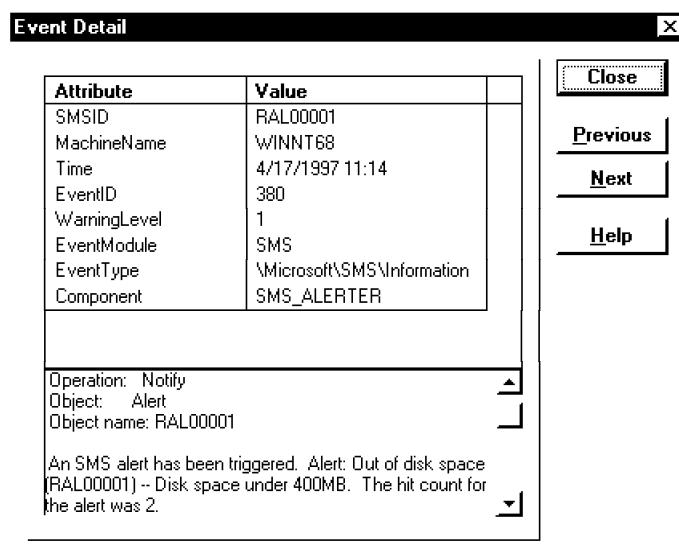 Event Detail
Close
Previous
Next
Help
Attribute Value
SMSID RAL00001
MachineName WINNT68
Time 4/17/1997 11:14
EventID 380
WarningLevel 1
EventModule SMS
EventType \Microsoft\SMS\Information
Component SMS_ALERTER
Operation: Notify
Object: Alert
Object name: RAL00001
An SMS alert has been triggered. Alert: Out of disk space
(RAL00001) -- Disk space under 400MB. The hit count for
the alert was 2.